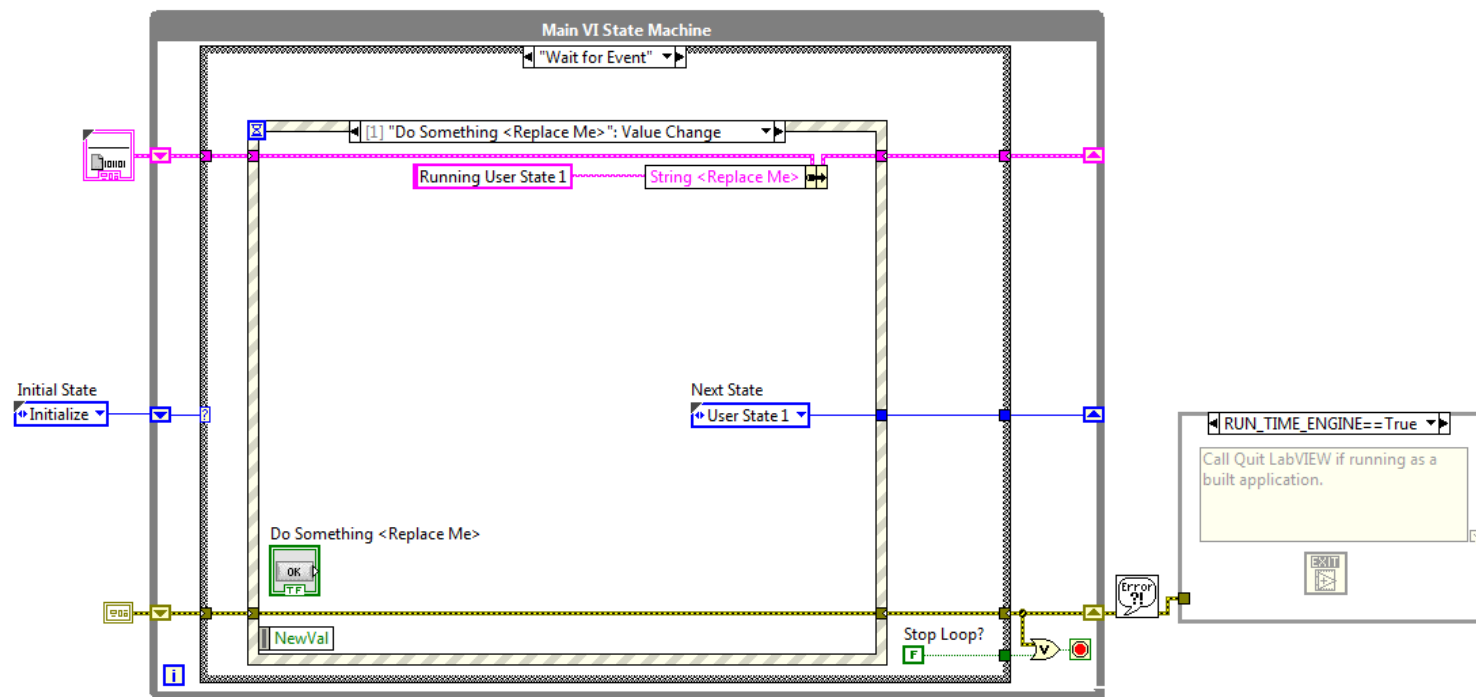 Main VI State Machine
"Wait for Event"
[1] "Do Something <Replace Me>": Value Change
Running User State 1
String <Replace Me>
Initial State
Initialize
?
Next State
User State 1
RUN_TIME_ENGINE==True
Call Quit LabVIEW if running as a
built application.
Do Something <Replace Me>
OK
TF
EXIT
Error
?!
NewVal
Stop Loop?
F
V
i